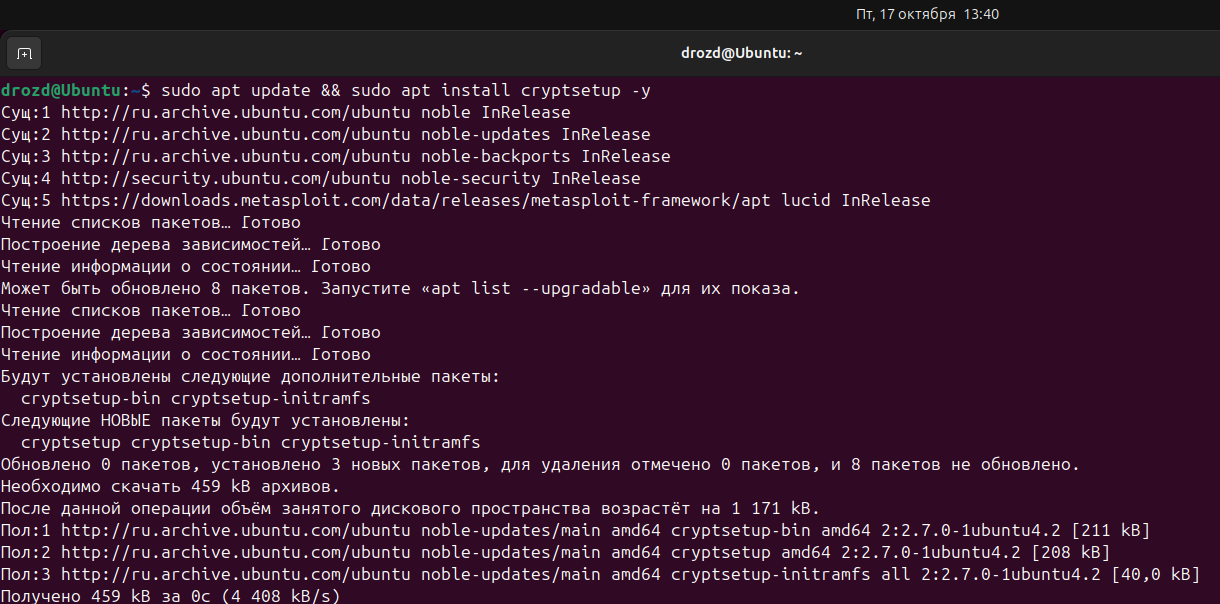 Пт, 17 октября 13:40
drozd@Ubuntu: ~
drozd@Ubuntu:~$ sudo apt update && sudo apt install cryptsetup -y
Сущ:1 http://ru.archive.ubuntu.com/ubuntu noble InRelease
Сущ:2 http://ru.archive.ubuntu.com/ubuntu noble-updates InRelease
Сущ:3 http://ru.archive.ubuntu.com/ubuntu noble-backports InRelease
Сущ:4 http://security.ubuntu.com/ubuntu noble-security InRelease
Сущ:5 https://downloads.metasploit.com/data/releases/metasploit-framework/apt lucid InRelease
Чтение списков пакетов… Готово
Построение дерева зависимостей… Готово
Чтение информации о состоянии… Готово
Может быть обновлено 8 пакетов. Запустите «apt list --upgradable» для их показа.
Чтение списков пакетов… Готово
Построение дерева зависимостей… Готово
Чтение информации о состоянии… Готово
Будут установлены следующие дополнительные пакеты:
  cryptsetup-bin cryptsetup-initramfs
Следующие НОВЫЕ пакеты будут установлены:
  cryptsetup cryptsetup-bin cryptsetup-initramfs
Обновлено 0 пакетов, установлено 3 новых пакетов, для удаления отмечено 0 пакетов, и 8 пакетов не обновлено.
Необходимо скачать 459 kB архивов.
После данной операции объём занятого дискового пространства возрастёт на 1 171 kB.
Пол:1 http://ru.archive.ubuntu.com/ubuntu noble-updates/main amd64 cryptsetup-bin amd64 2:2.7.0-1ubuntu4.2 [211 kB]
Пол:2 http://ru.archive.ubuntu.com/ubuntu noble-updates/main amd64 cryptsetup amd64 2:2.7.0-1ubuntu4.2 [208 kB]
Пол:3 http://ru.archive.ubuntu.com/ubuntu noble-updates/main amd64 cryptsetup-initramfs all 2:2.7.0-1ubuntu4.2 [40,0 kB]
Получено 459 kB за 0с (4 408 kB/s)